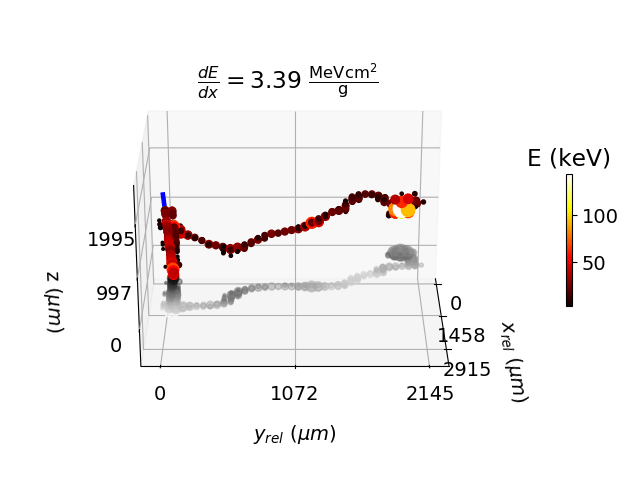 dE/dx = 3.39 MeVcm²/g
E (keV)
100
50
1995
997
0
z (μm)
0
1458
2915
x_rel (μm)
0
1072
2145
y_rel (μm)